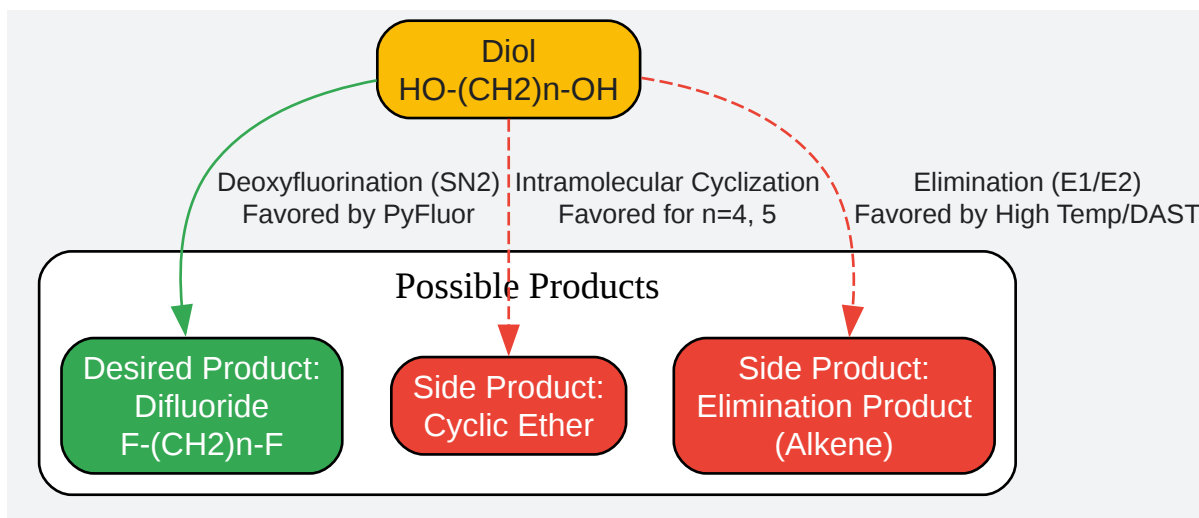 Diol
HO-(CH2)n-OH
Deoxyfluorination (SN2)
Favored by PyFluor
Intramolecular Cyclization
Favored for n=4, 5
Elimination (E1/E2)
Favored by High Temp/DAST
Possible Products
Desired Product:
Difluoride
F-(CH2)n-F
Side Product:
Cyclic Ether
Side Product:
Elimination Product
(Alkene)